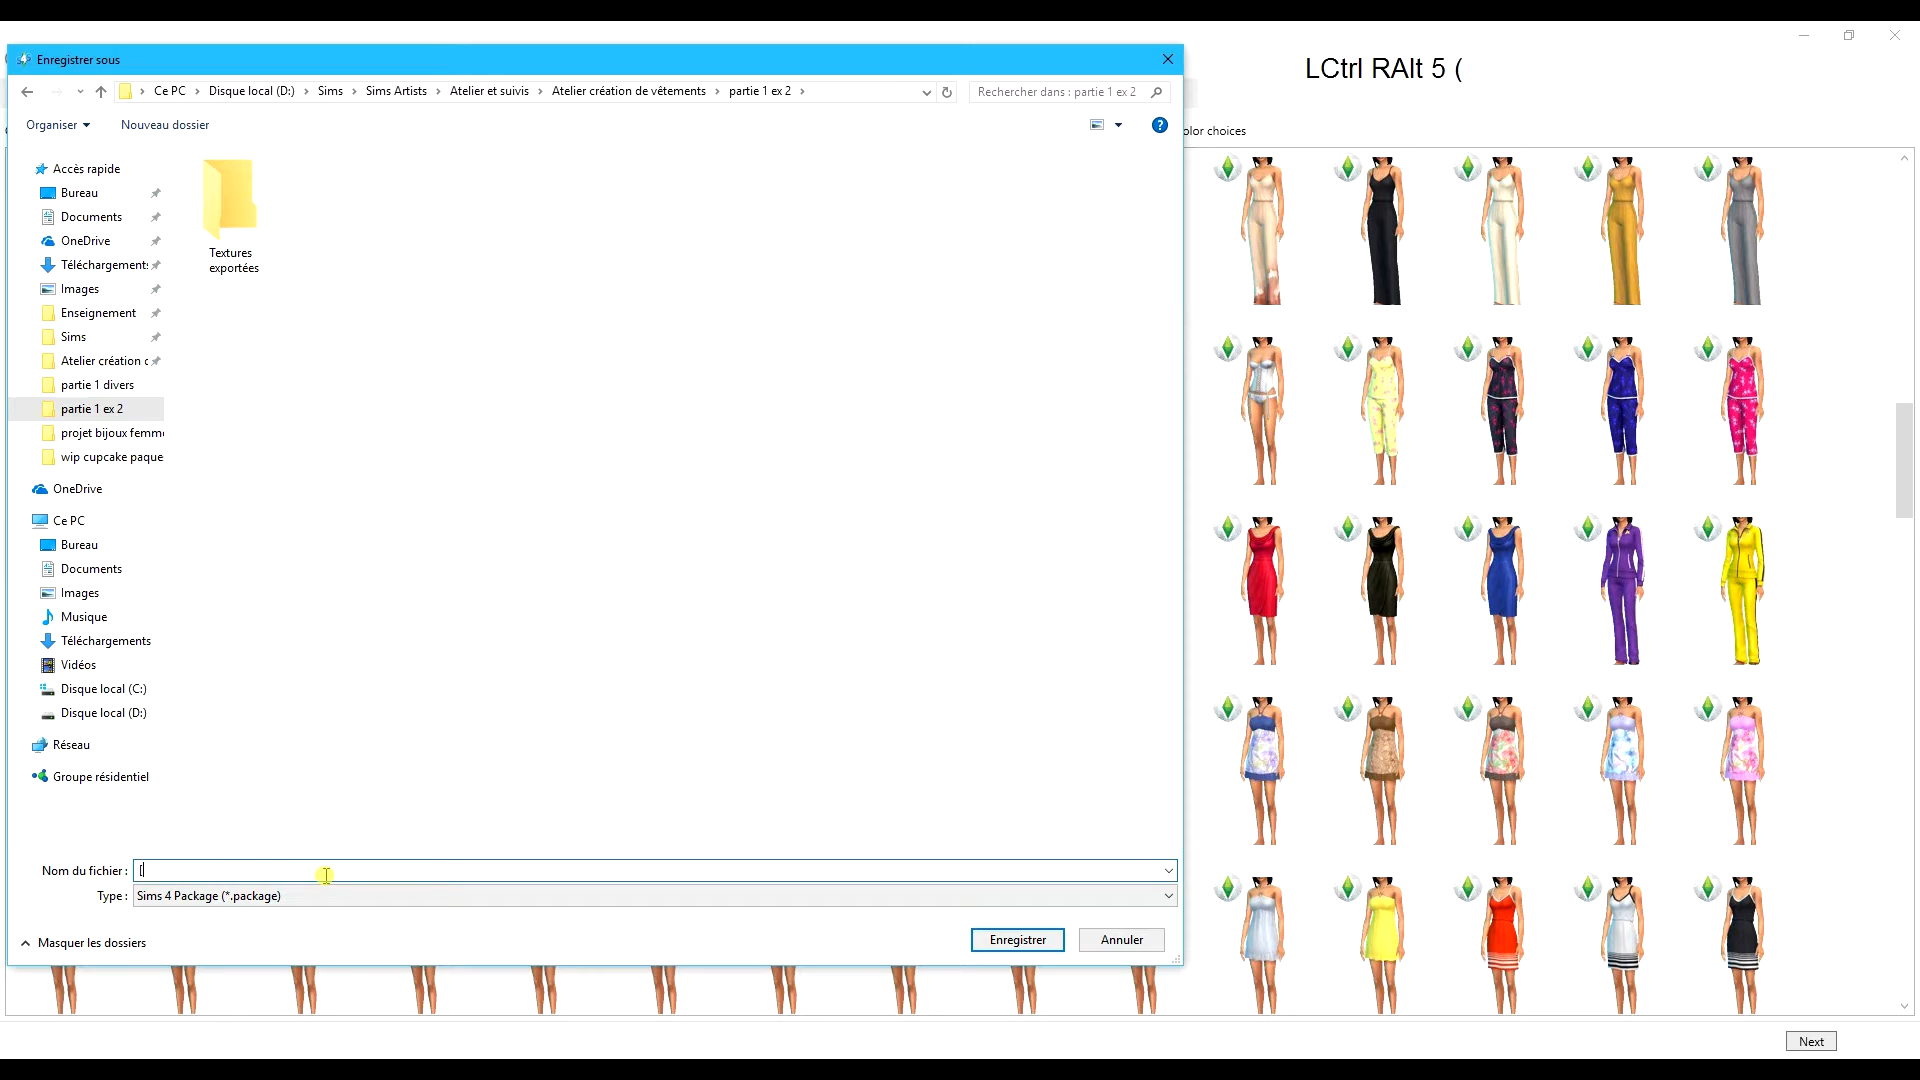 Enregistrer sous
LCtrl RAlt 5 (
Ce PC Disque local (D:) Sims Sims Artists Atelier et suivis Atelier création de vêtements partie 1 ex 2
Rechercher dans : partie 1 ex 2
Organiser
Nouveau dossier
olor choices
Accès rapide
Bureau
Documents
OneDrive
Téléchargements
Images
Enseignement
Sims
Atelier création c
partie 1 divers
partie 1 ex 2
projet bijoux femme
wip cupcake paque
OneDrive
Ce PC
Bureau
Documents
Images
Musique
Téléchargements
Vidéos
Disque local (C:)
Disque local (D:)
Réseau
Groupe résidentiel
Textures
exportées
Nom du fichier : [
Type : Sims 4 Package (*.package)
Masquer les dossiers
Enregistrer
Annuler
Next